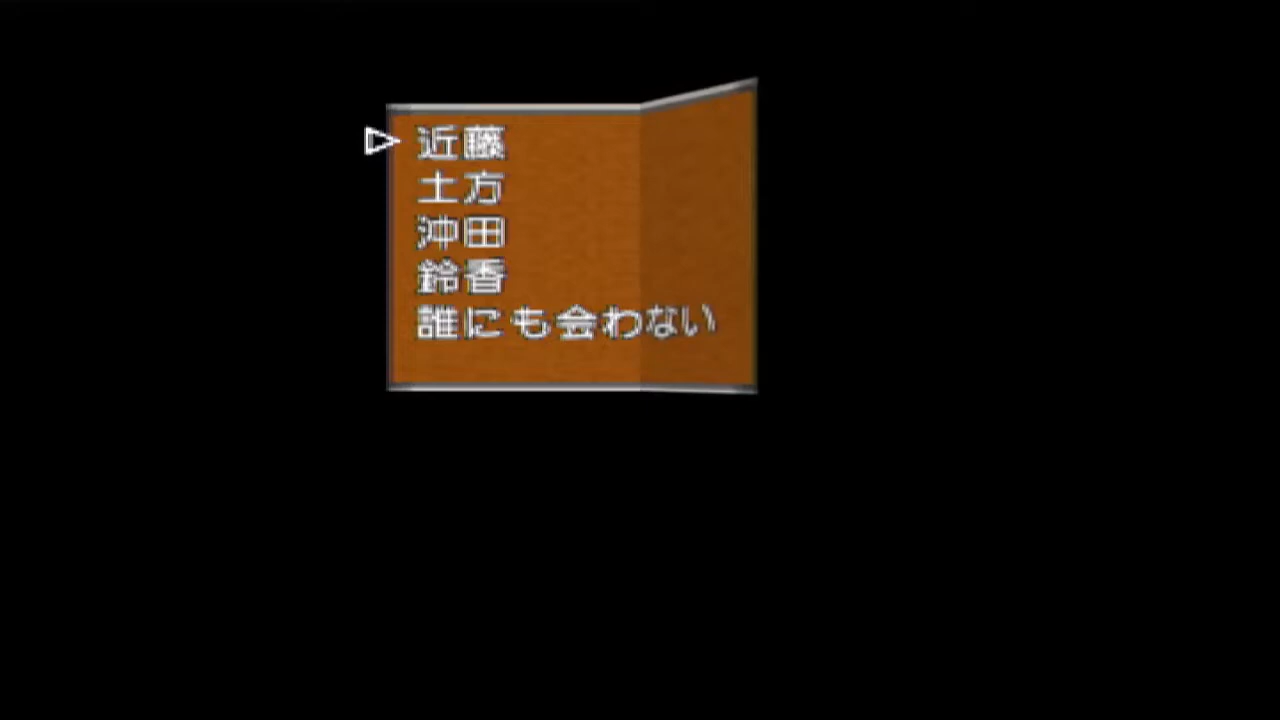 近藤
土方
沖田
鈴香
誰にも会わない